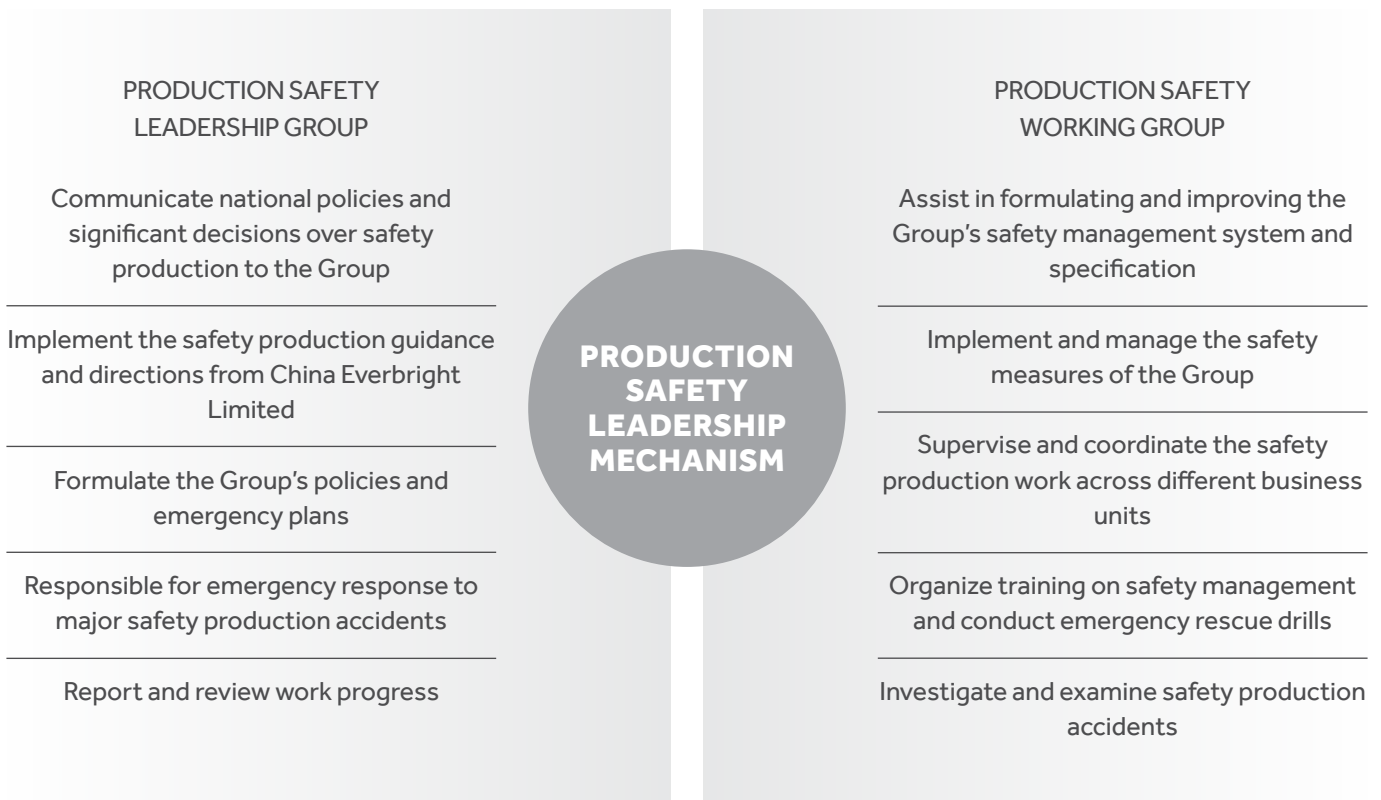 PRODUCTION SAFETY
LEADERSHIP GROUP
Communicate national policies and
significant decisions over safety
production to the Group
Implement the safety production guidance
and directions from China Everbright
Limited
Formulate the Group’s policies and
emergency plans
Responsible for emergency response to
major safety production accidents
Report and review work progress
PRODUCTION
SAFETY
LEADERSHIP
MECHANISM
PRODUCTION SAFETY
WORKING GROUP
Assist in formulating and improving the
Group’s safety management system and
specification
Implement and manage the safety
measures of the Group
Supervise and coordinate the safety
production work across different business
units
Organize training on safety management
and conduct emergency rescue drills
Investigate and examine safety production
accidents